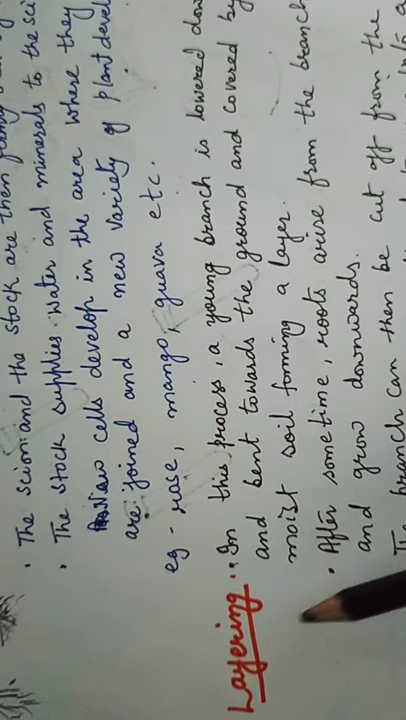 • The scion and the stock are then
• The stock supplies water and minerals to the sci
New cells develop in the area where they
are joined and a new variety of plant devel
eg - rose, mango, guava etc.
Layering :- In this process, a young branch is lowered dow
and bent towards the ground and covered by
moist soil forming a layer.
• After sometime, roots arise from the branch
and grow downwards.
The branch can then be cut off from the